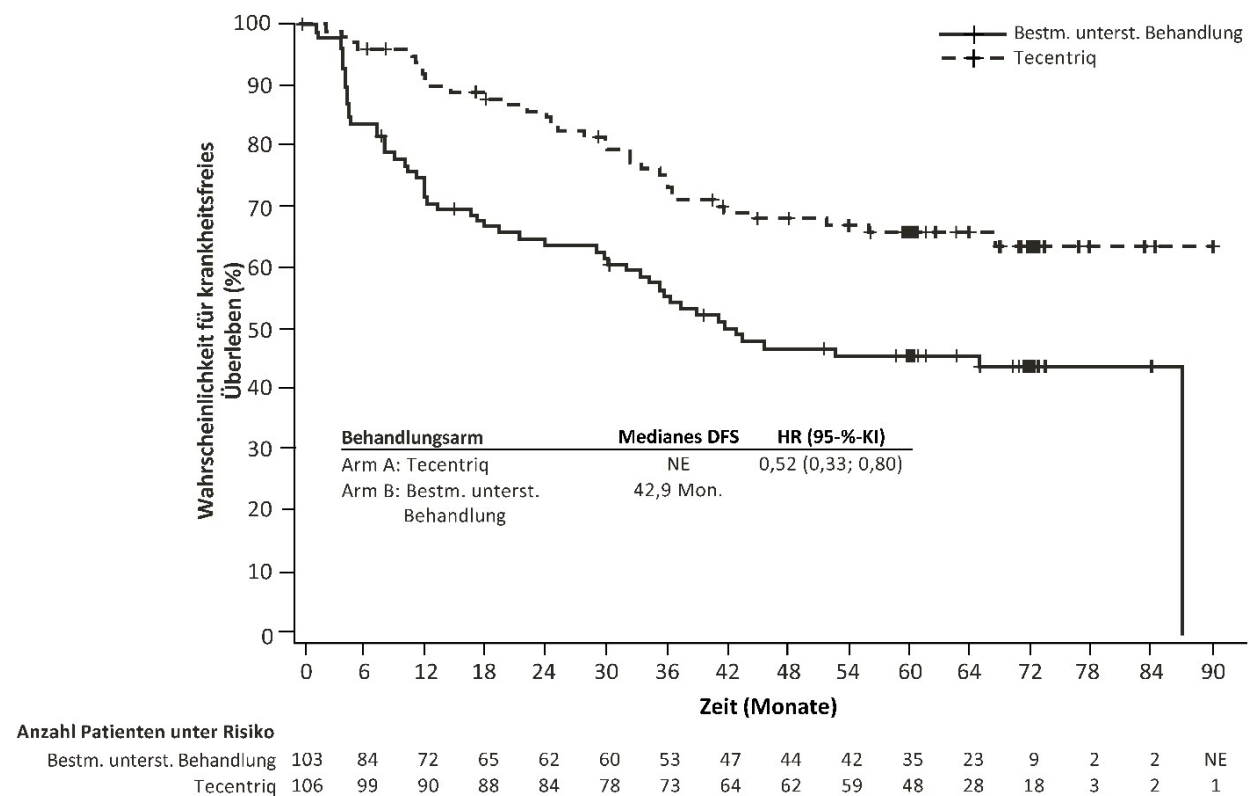 100
90
80
70
60
50
40
30
20
10
0
Wahrscheinlichkeit für krankheitsfreies
Überleben (%)
Bestm. unterst. Behandlung
Tecentriq
Behandlungsarm Medianes DFS HR (95-%-KI)
Arm A: Tecentriq NE 0,52 (0,33; 0,80)
Arm B: Bestm. unterst. 42,9 Mon.
Behandlung
0 6 12 18 24 30 36 42 48 54 60 64 72 78 84 90
Zeit (Monate)
Anzahl Patienten unter Risiko
Bestm. unterst. Behandlung 103 84 72 65 62 60 53 47 44 42 35 23 9 2 2 NE
Tecentriq 106 99 90 88 84 78 73 64 62 59 48 28 18 3 2 1